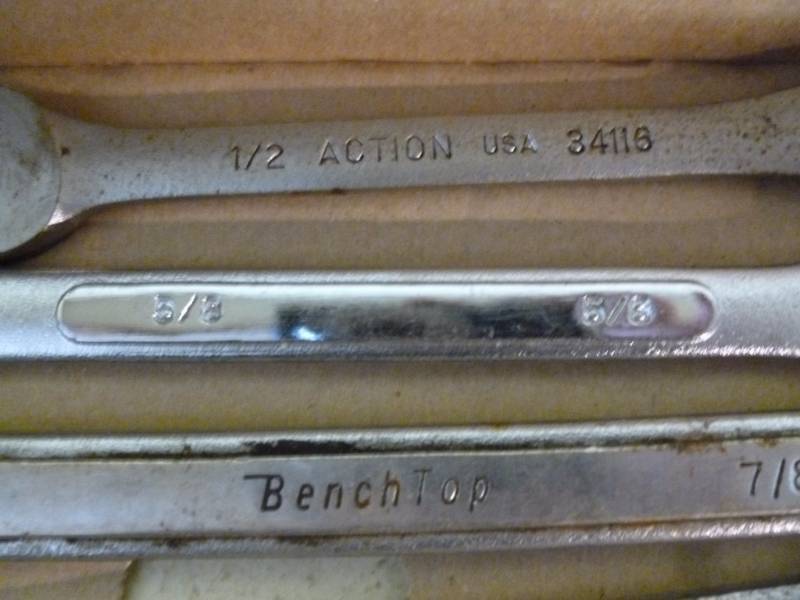 1/2 ACTION USA 34116
5/8 5/8
BenchTop 7/8